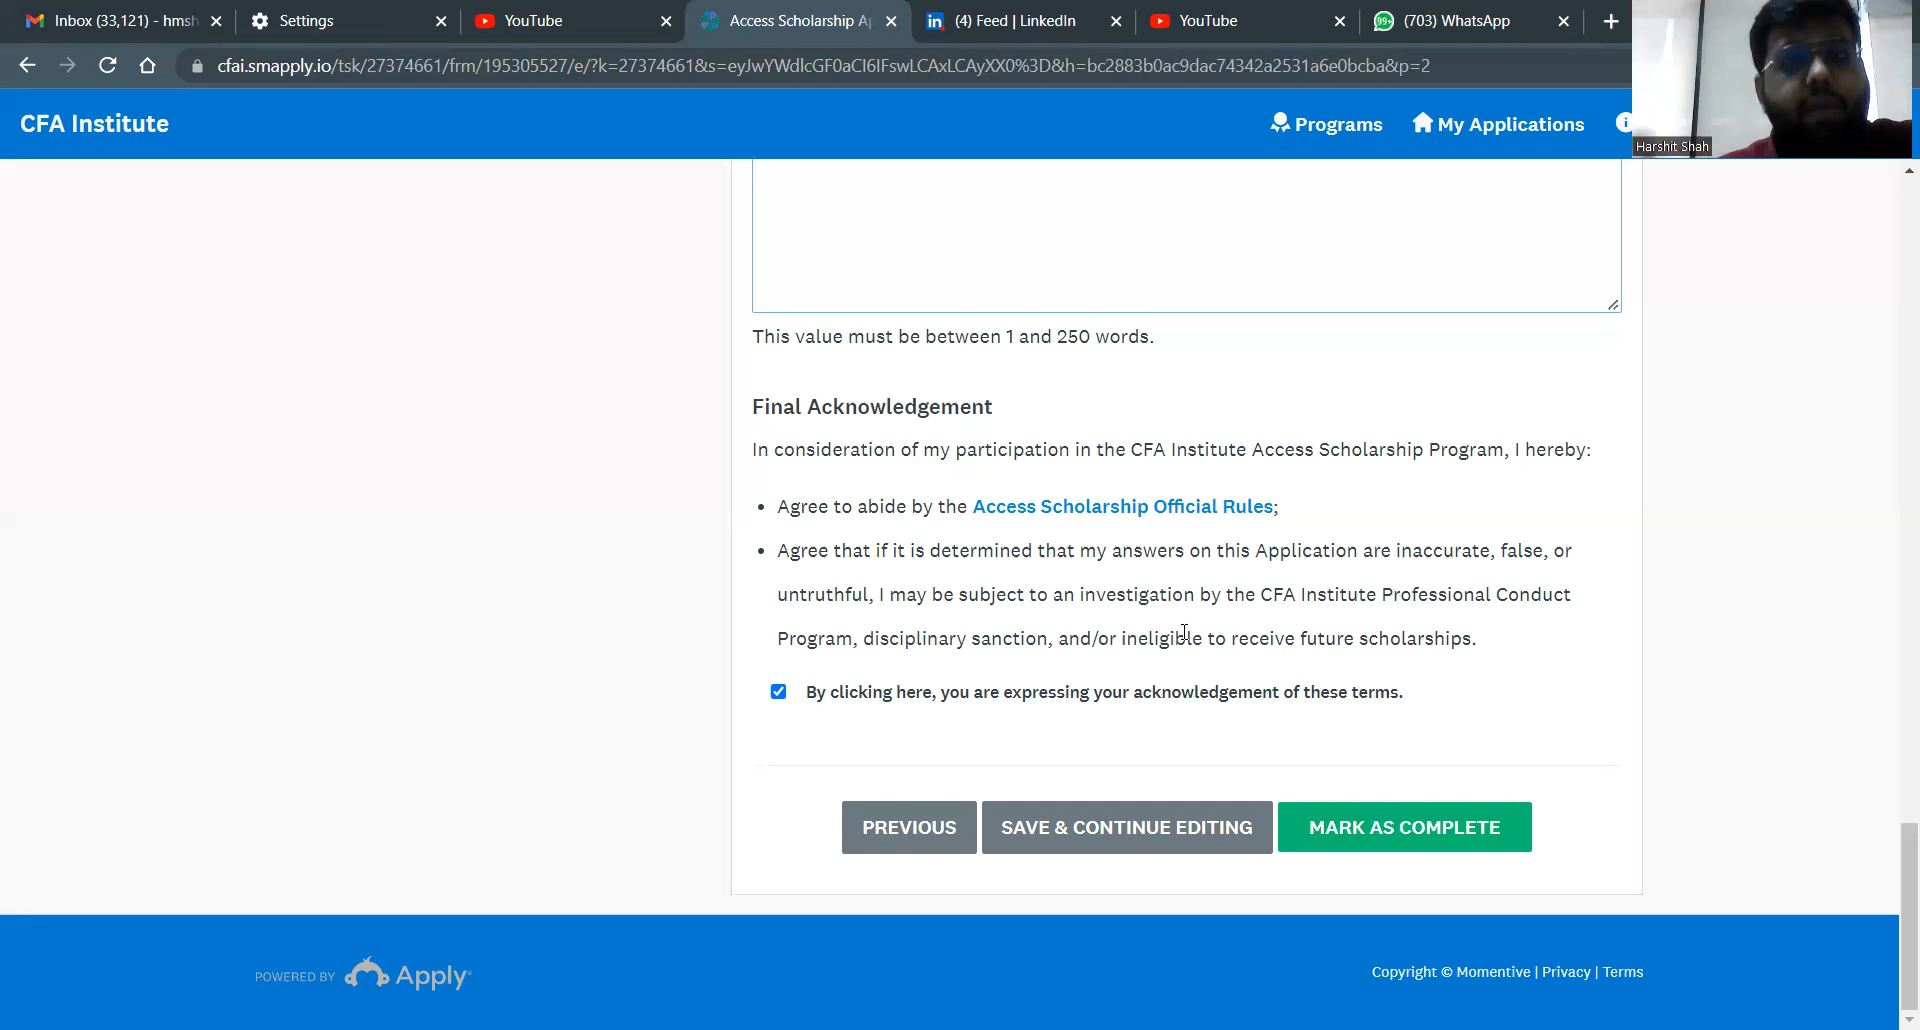 Inbox (33,121) - hmsh
Settings
YouTube
Access Scholarship Ap
(4) Feed | LinkedIn
YouTube
(703) WhatsApp
cfai.smapply.io/tsk/27374661/frm/195305527/e/?k=27374661&s=eyJwYWdlcGF0aCI6IFswLCAxLCAyXX0%3D&h=bc2883b0ac9dac74342a2531a6e0bcba&p=2
CFA Institute
Programs
My Applications
Harshit Shah
This value must be between 1 and 250 words.
Final Acknowledgement
In consideration of my participation in the CFA Institute Access Scholarship Program, I hereby:
• Agree to abide by the Access Scholarship Official Rules;
• Agree that if it is determined that my answers on this Application are inaccurate, false, or
untruthful, I may be subject to an investigation by the CFA Institute Professional Conduct
Program, disciplinary sanction, and/or ineligible to receive future scholarships.
By clicking here, you are expressing your acknowledgement of these terms.
PREVIOUS
SAVE & CONTINUE EDITING
MARK AS COMPLETE
POWERED BY Apply
Copyright © Momentive | Privacy | Terms